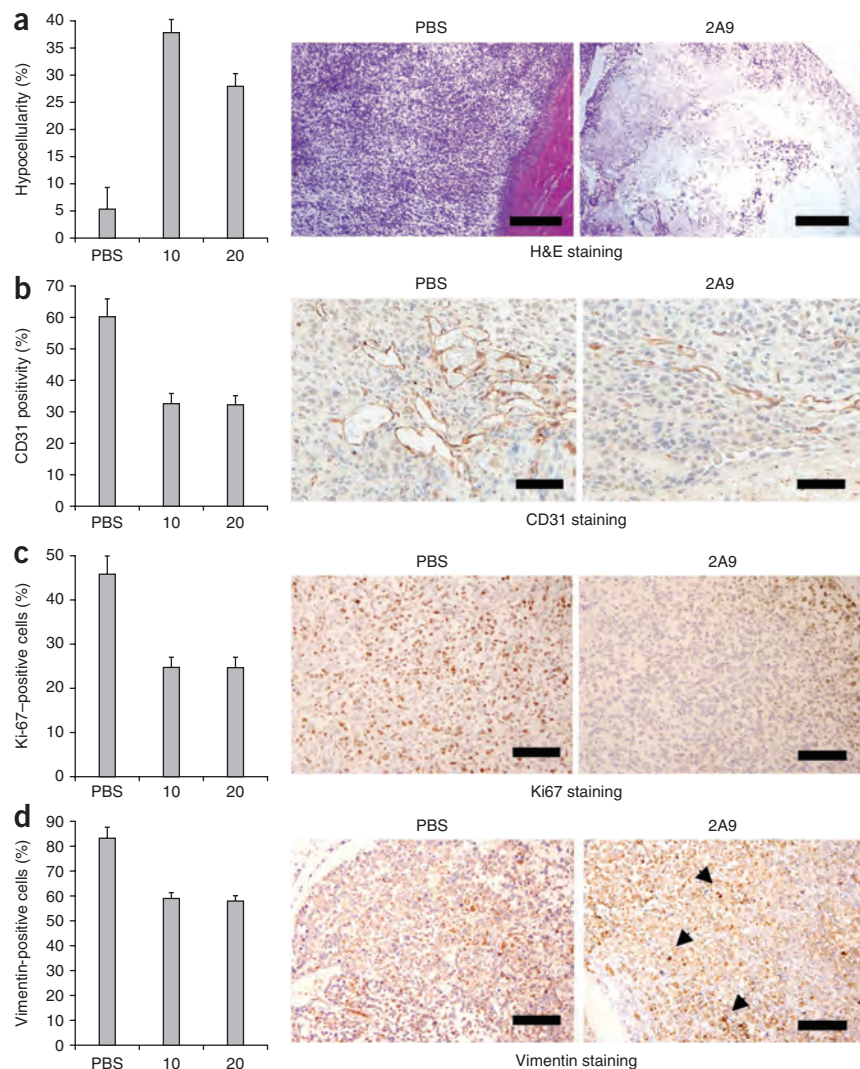 a
Hypocellularity (%)
40
35
30
25
20
15
10
5
0
PBS 10 20
PBS 2A9
H&E staining
b
CD31 positivity (%)
70
60
50
40
30
20
10
0
PBS 10 20
PBS 2A9
CD31 staining
c
Ki-67–positive cells (%)
50
40
30
20
10
0
PBS 10 20
PBS 2A9
Ki67 staining
d
Vimentin-positive cells (%)
90
80
70
60
50
40
30
20
10
0
PBS 10 20
PBS 2A9
Vimentin staining